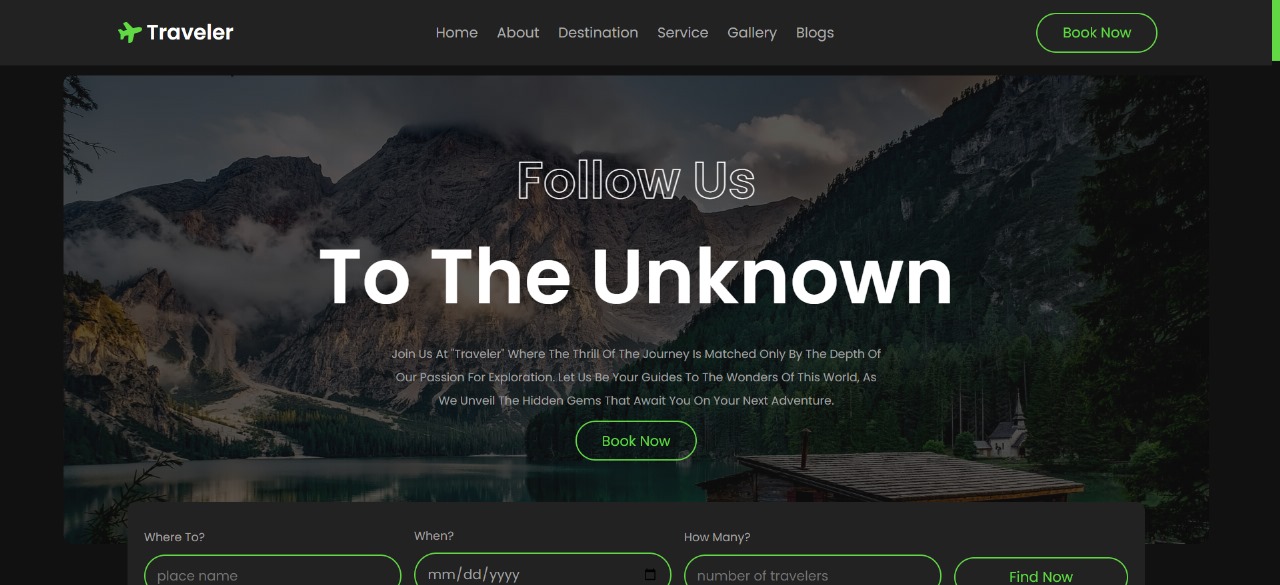 Traveler
Home About Destination Service Gallery Blogs
Book Now
Follow Us
To The Unknown
Join Us At "Traveler" Where The Thrill Of The Journey Is Matched Only By The Depth Of
Our Passion For Exploration. Let Us Be Your Guides To The Wonders Of This World, As
We Unveil The Hidden Gems That Await You On Your Next Adventure.
Book Now
Where To?
When?
How Many?
place name
mm/dd/yyyy
number of travelers
Find Now